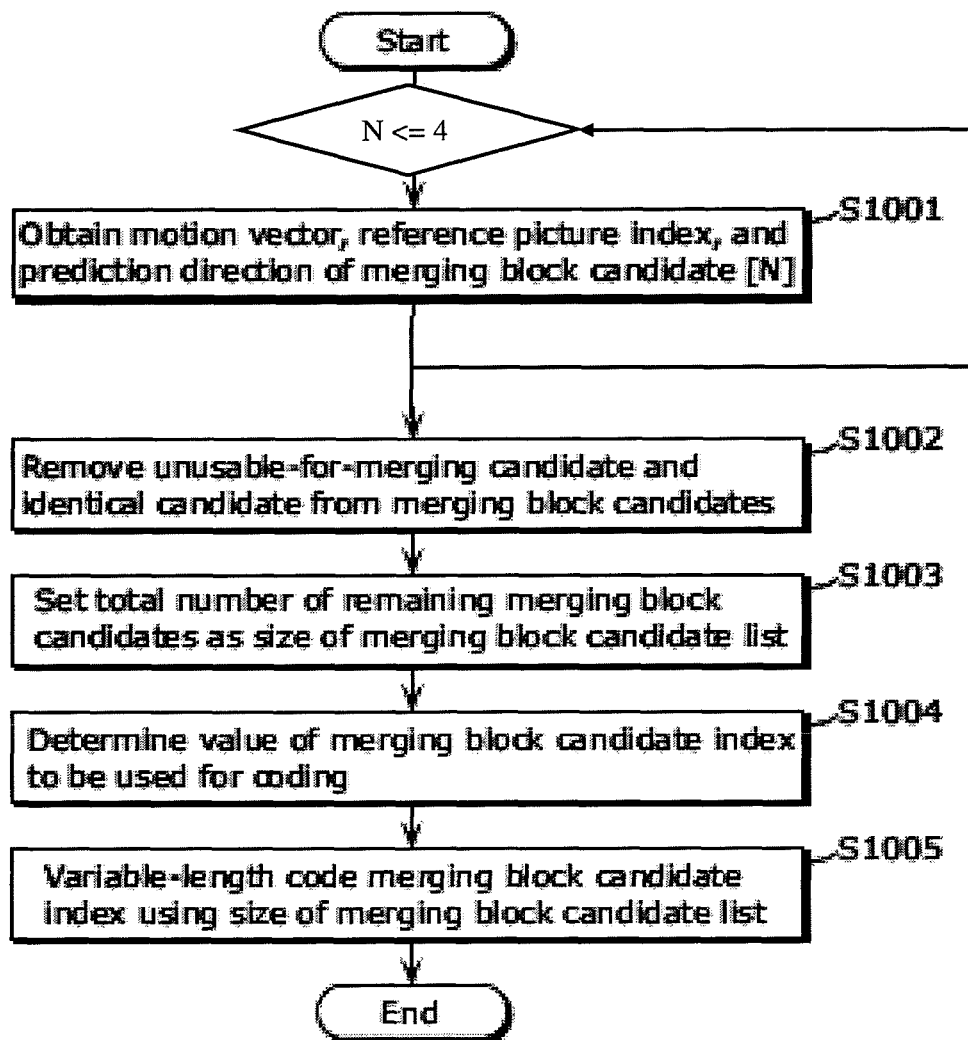 Start
N <= 4
S1001
Obtain motion vector, reference picture index, and
prediction direction of merging block candidate [N]
S1002
Remove unusable-for-merging candidate and
identical candidate from merging block candidates
S1003
Set total number of remaining merging block
candidates as size of merging block candidate list
S1004
Determine value of merging block candidate index
to be used for coding
S1005
Variable-length code merging block candidate
index using size of merging block candidate list
End